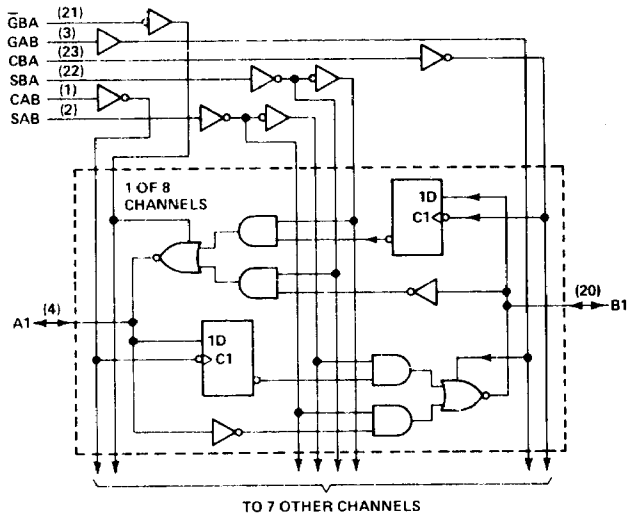 G̅BA (21)
GAB (3)
CBA (23)
SBA (22)
CAB (1)
SAB (2)
1 OF 8
CHANNELS
1D
C1
(20)
B1
(4)
A1
1D
C1
TO 7 OTHER CHANNELS